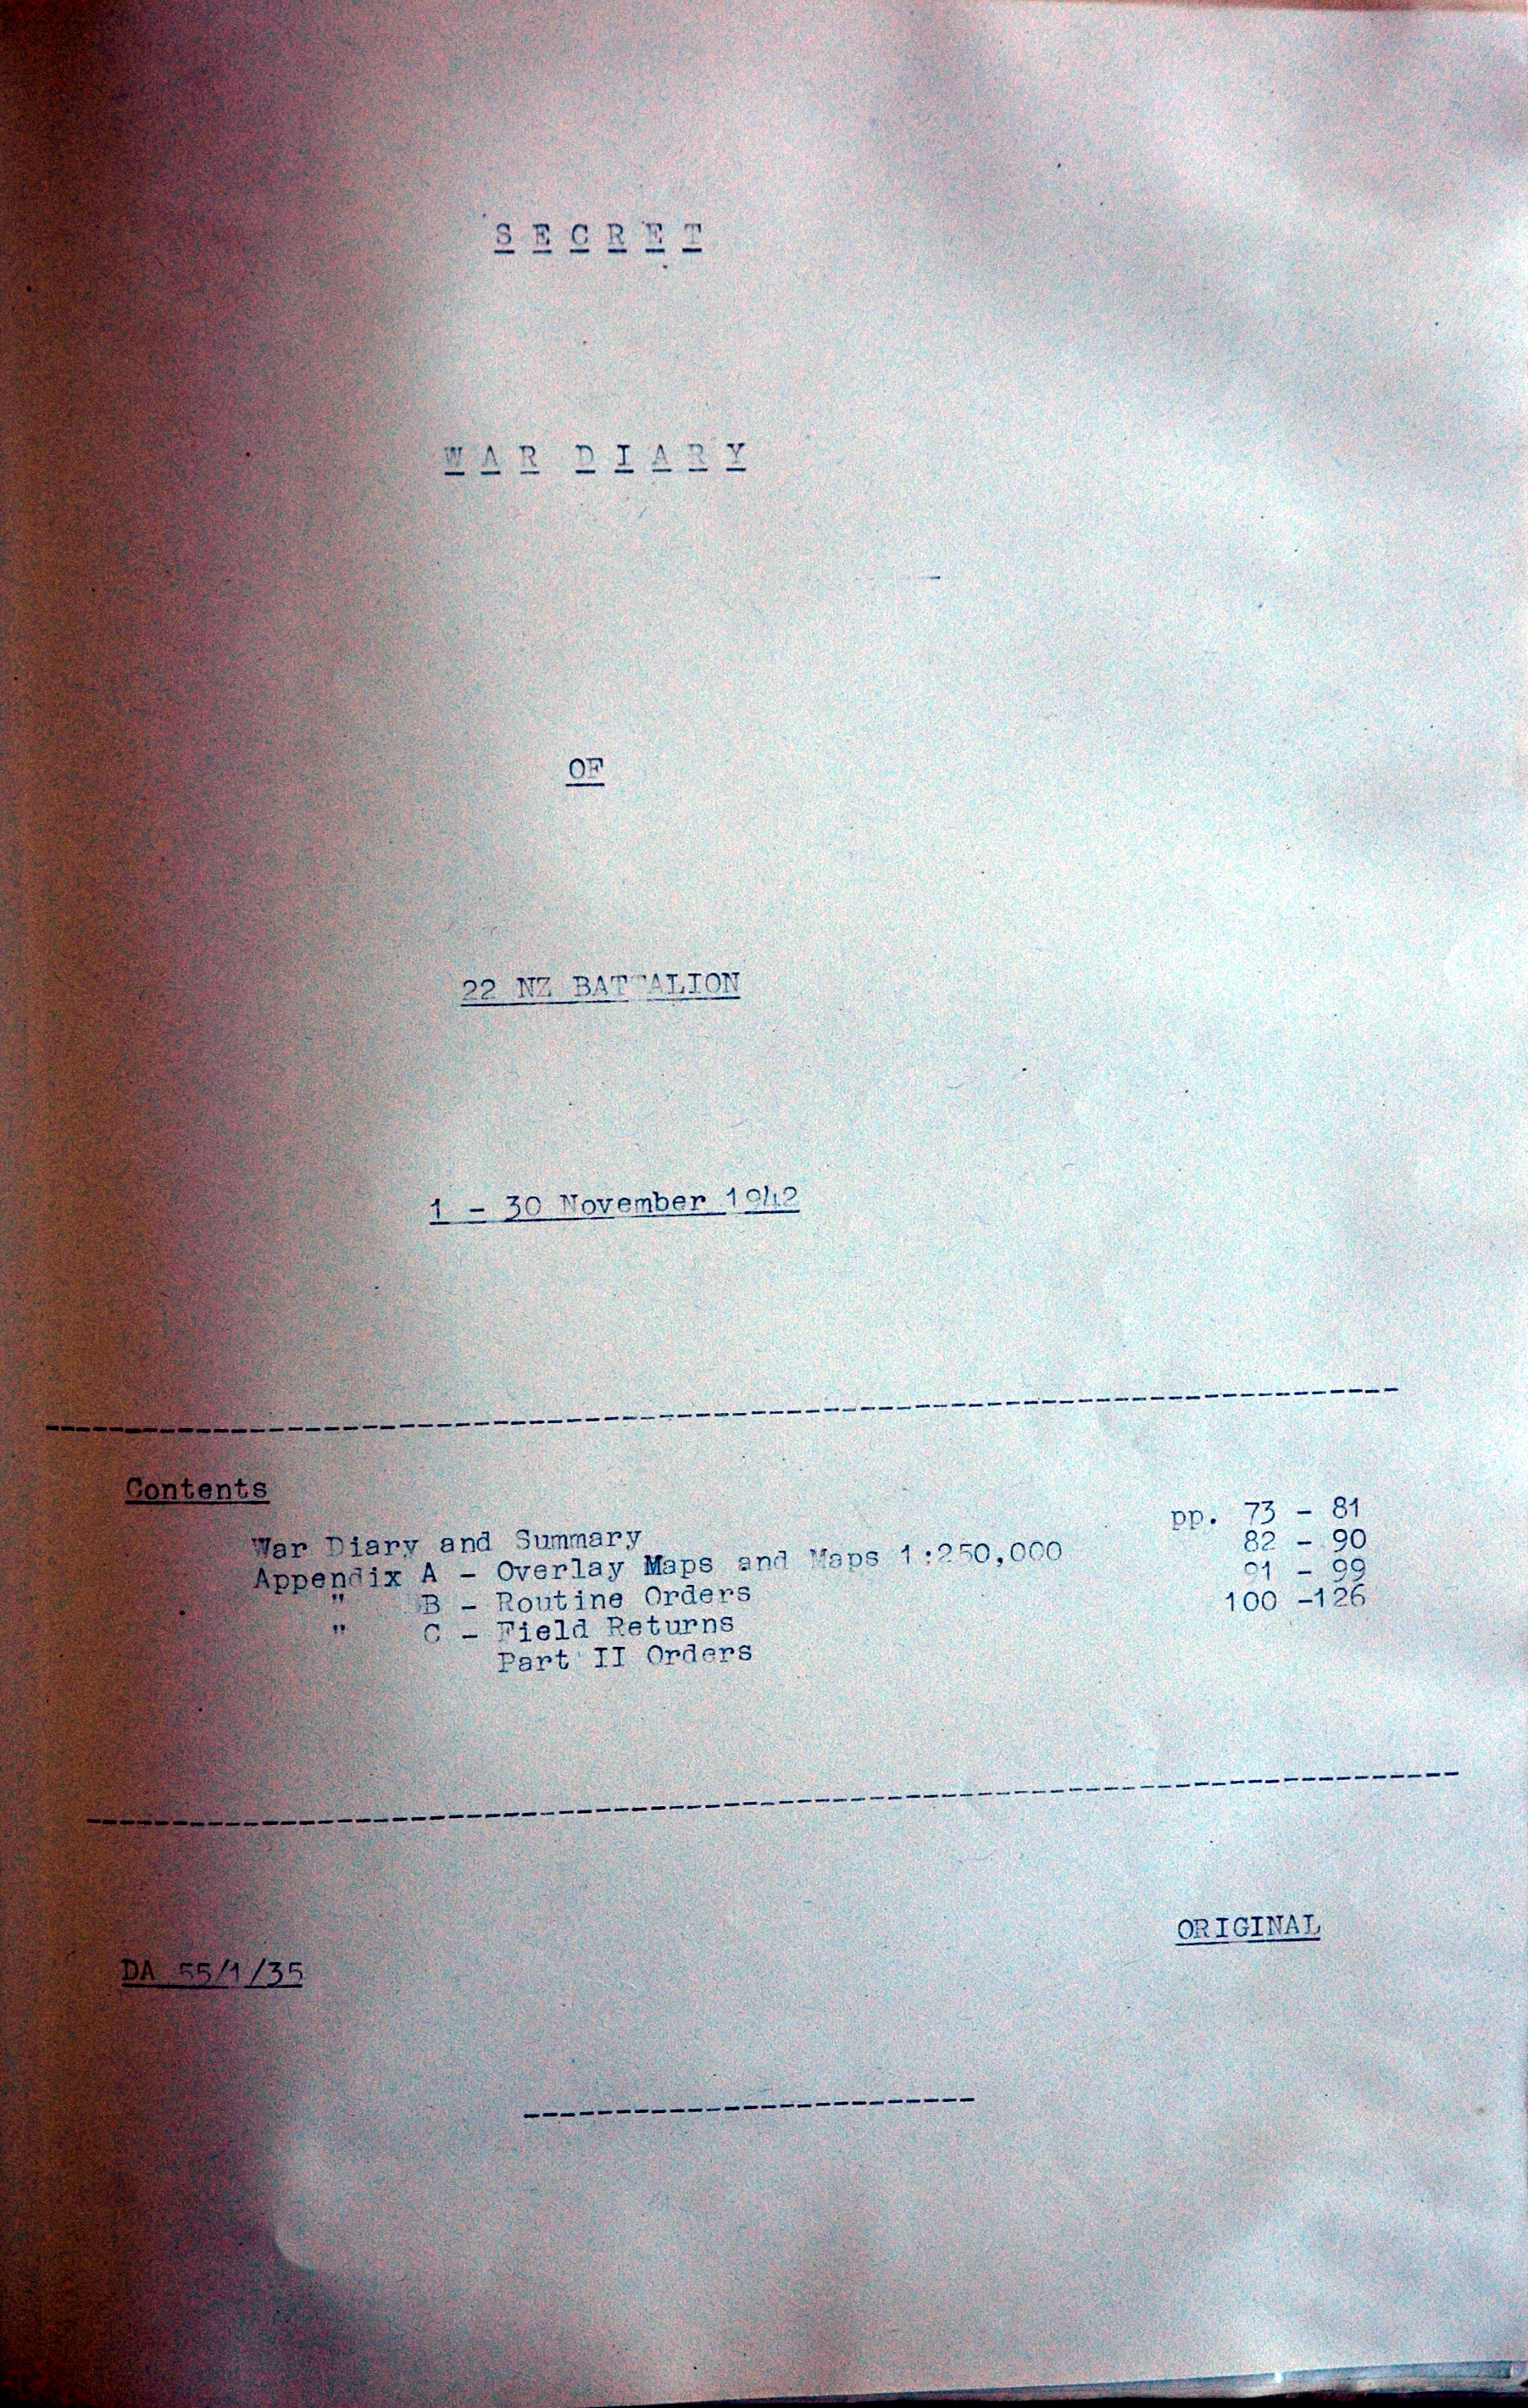 S E C R E T
W A R D I A R Y
OF
22 NZ BATTALION
1 - 30 November 1942
Contents
War Diary and Summary pp. 73 - 81
Appendix A - Overlay Maps and Maps 1:250,000 82 - 90
" B - Routine Orders 91 - 99
" C - Field Returns 100 -126
Part II Orders
ORIGINAL
DA 55/1/35